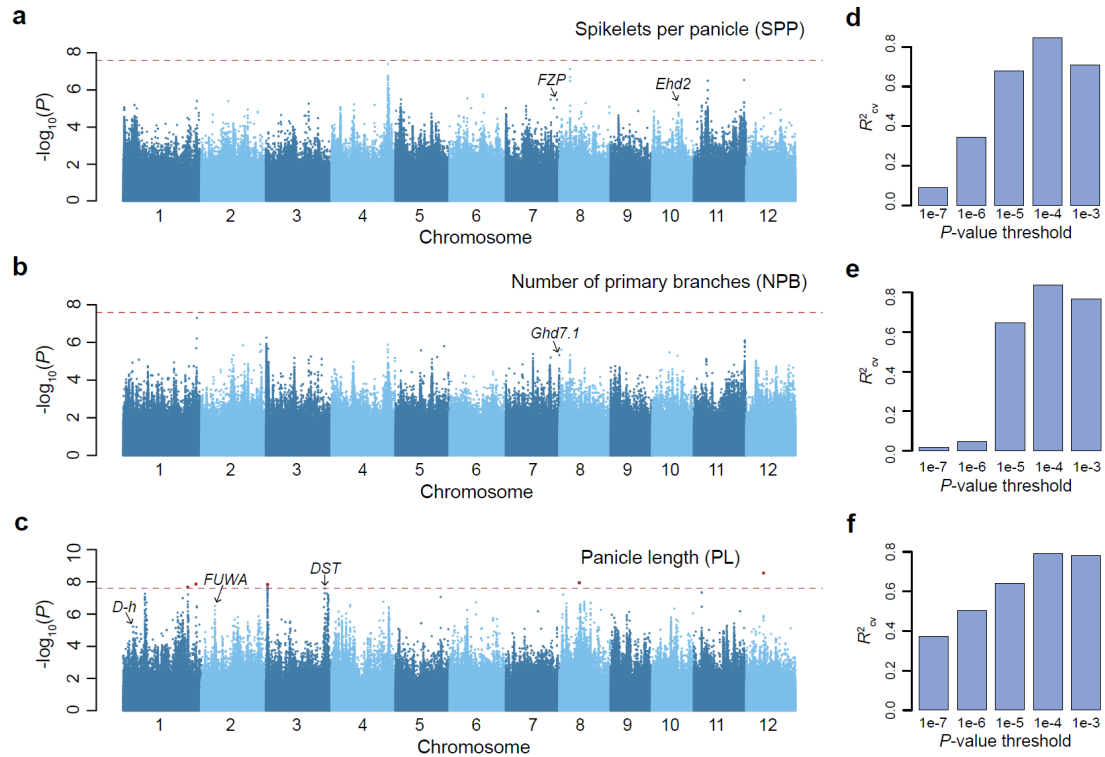 a
Spikelets per panicle (SPP)
-log10(P)
8
6
4
2
0
FZP
Ehd2
1 2 3 4 5 6 7 8 9 10 11 12
Chromosome
d
R²cv
0.8
0.6
0.4
0.2
0.0
1e-7 1e-6 1e-5 1e-4 1e-3
P-value threshold
b
Number of primary branches (NPB)
-log10(P)
8
6
4
2
0
Ghd7.1
1 2 3 4 5 6 7 8 9 10 11 12
Chromosome
e
R²cv
0.8
0.6
0.4
0.2
0.0
1e-7 1e-6 1e-5 1e-4 1e-3
P-value threshold
c
Panicle length (PL)
-log10(P)
10
8
6
4
2
0
D-h
FUWA
DST
1 2 3 4 5 6 7 8 9 10 11 12
Chromosome
f
R²cv
0.8
0.6
0.4
0.2
0.0
1e-7 1e-6 1e-5 1e-4 1e-3
P-value threshold